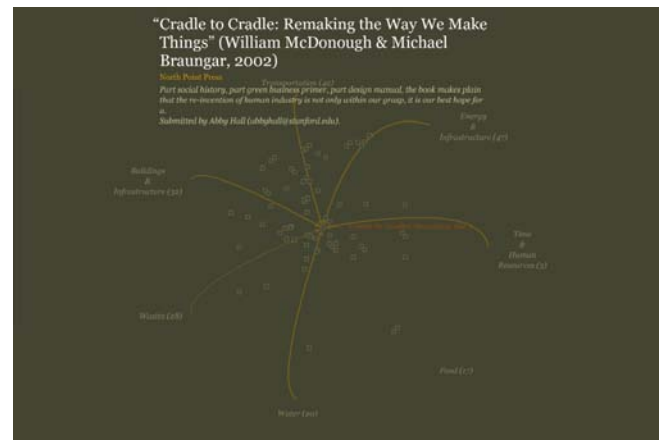 “Cradle to Cradle: Remaking the Way We Make
Things” (William McDonough & Michael
Braungar, 2002)
North Point Press
Transportation (40)
Part social history, part green business primer, part design manual, the book makes plain
that the re-incention of human industry is not only within our grasp, it is our best hope for
a.
Submitted by Abby Hall (abbyhall@stanford.edu).
Energy
&
Infrastructure (47)
Buildings
&
Infrastructure (32)
Time
&
Human
Resources (3)
Waste (28)
Food (17)
Water (20)